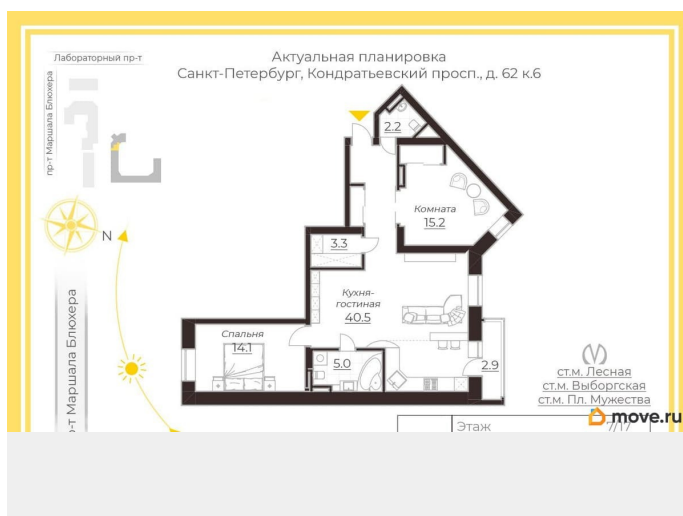 Актуальная планировка
Санкт-Петербург, Кондратьевский просп., д. 62 к.6
Лабораторный пр-т
пр-т Маршала Блюхера
N
2.2
Комната
15.2
3.3
Кухня-
гостиная
40.5
Спальня
14.1
5.0
2.9
ст.м. Лесная
ст.м. Выборгская
ст.м. Пл. Мужества
пр-т Маршала Блюхера
Этаж
7/17
move.ru